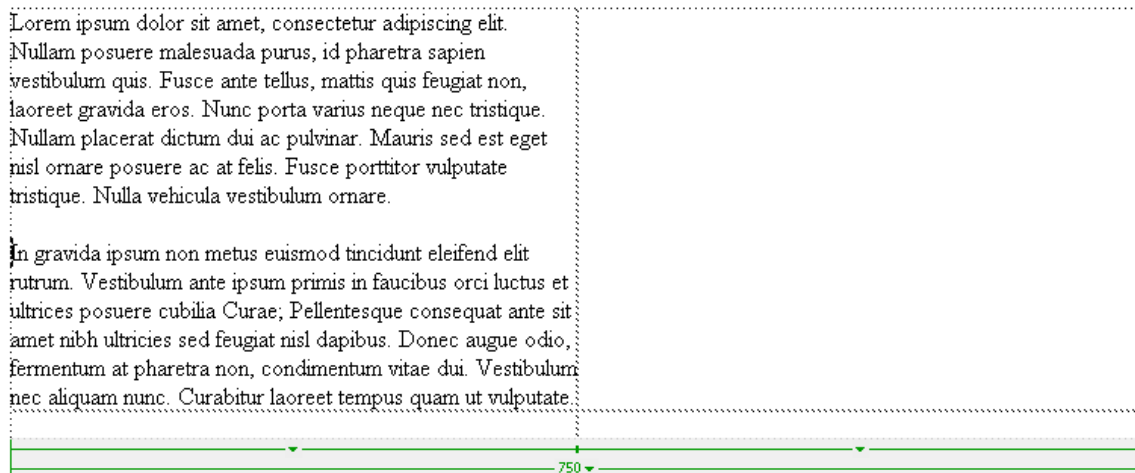 Lorem ipsum dolor sit amet, consectetur adipiscing elit.
Nullam posuere malesuada purus, id pharetra sapien
vestibulum quis. Fusce ante tellus, mattis quis feugiat non,
laoreet gravida eros. Nunc porta varius neque nec tristique.
Nullam placerat dictum dui ac pulvinar. Mauris sed est eget
nisl ornare posuere ac at felis. Fusce porttitor vulputate
tristique. Nulla vehicula vestibulum ornare.
In gravida ipsum non metus euismod tincidunt eleifend elit
rutrum. Vestibulum ante ipsum primis in faucibus orci luctus et
ultrices posuere cubilia Curae; Pellentesque consequat ante sit
amet nibh ultricies sed feugiat nisl dapibus. Donec augue odio,
fermentum at pharetra non, condimentum vitae dui. Vestibulum
nec aliquam nunc. Curabitur laoreet tempus quam ut vulputate.
750